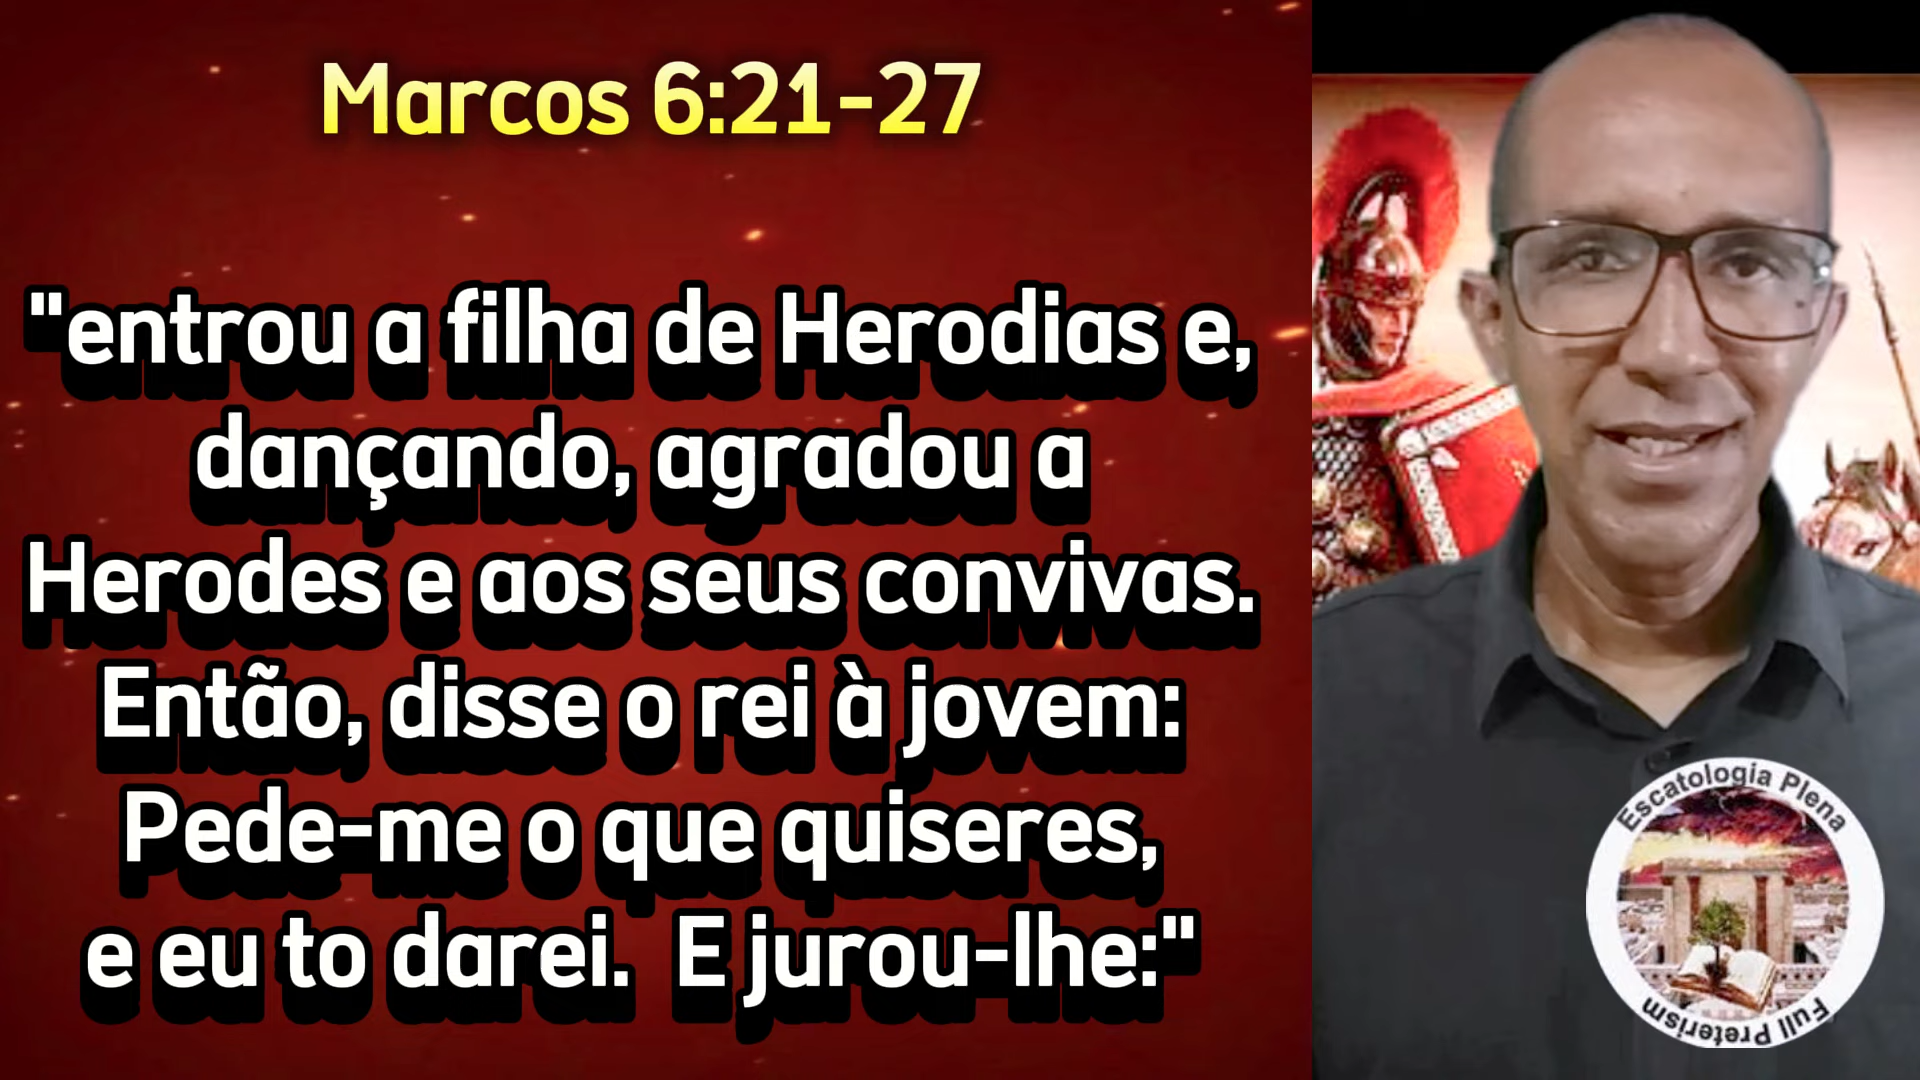 Marcos 6:21-27
"entrou a filha de Herodias e,
dançando, agradou a
Herodes e aos seus convivas.
Então, disse o rei à jovem:
Pede-me o que quiseres,
e eu to darei.  E jurou-lhe:"
Escatologia Plena
Full Preterism